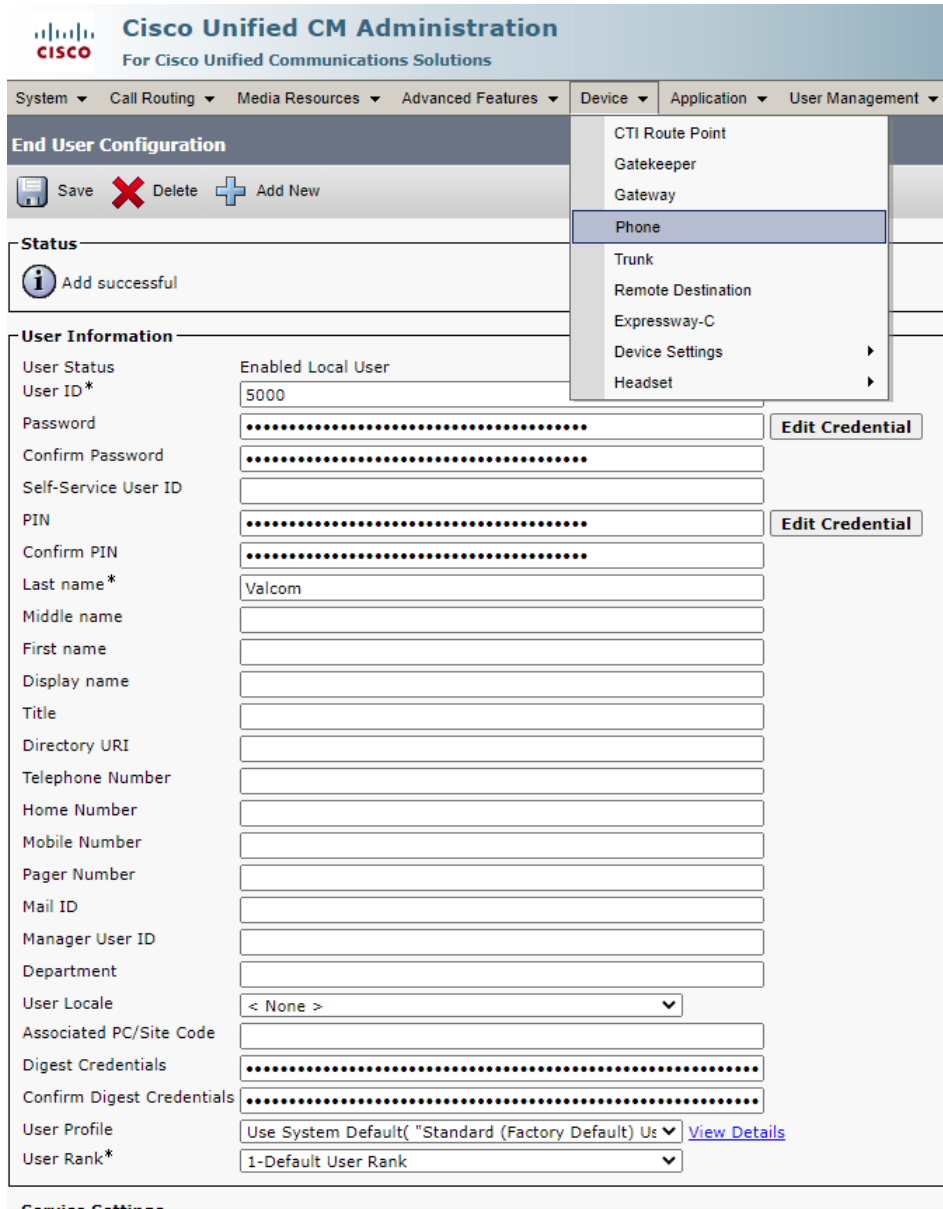 CISCO
Cisco Unified CM Administration
For Cisco Unified Communications Solutions
System Call Routing Media Resources Advanced Features Device Application User Management
CTI Route Point
Gatekeeper
Gateway
Phone
Trunk
Remote Destination
Expressway-C
Device Settings
Headset
End User Configuration
Save Delete Add New
Status
i Add successful
User Information
User Status Enabled Local User
User ID* 5000
Password •••••••••••••••••••••••••••••••••••••••• Edit Credential
Confirm Password ••••••••••••••••••••••••••••••••••••••••
Self-Service User ID
PIN •••••••••••••••••••••••••••••••••••••••• Edit Credential
Confirm PIN ••••••••••••••••••••••••••••••••••••••••
Last name* Valcom
Middle name
First name
Display name
Title
Directory URI
Telephone Number
Home Number
Mobile Number
Pager Number
Mail ID
Manager User ID
Department
User Locale < None >
Associated PC/Site Code
Digest Credentials ••••••••••••••••••••••••••••••••••••••••••••••••••••••••••••
Confirm Digest Credentials ••••••••••••••••••••••••••••••••••••••••••••••••••••••••••••
User Profile Use System Default( "Standard (Factory Default) Us View Details
User Rank* 1-Default User Rank
Service Settings